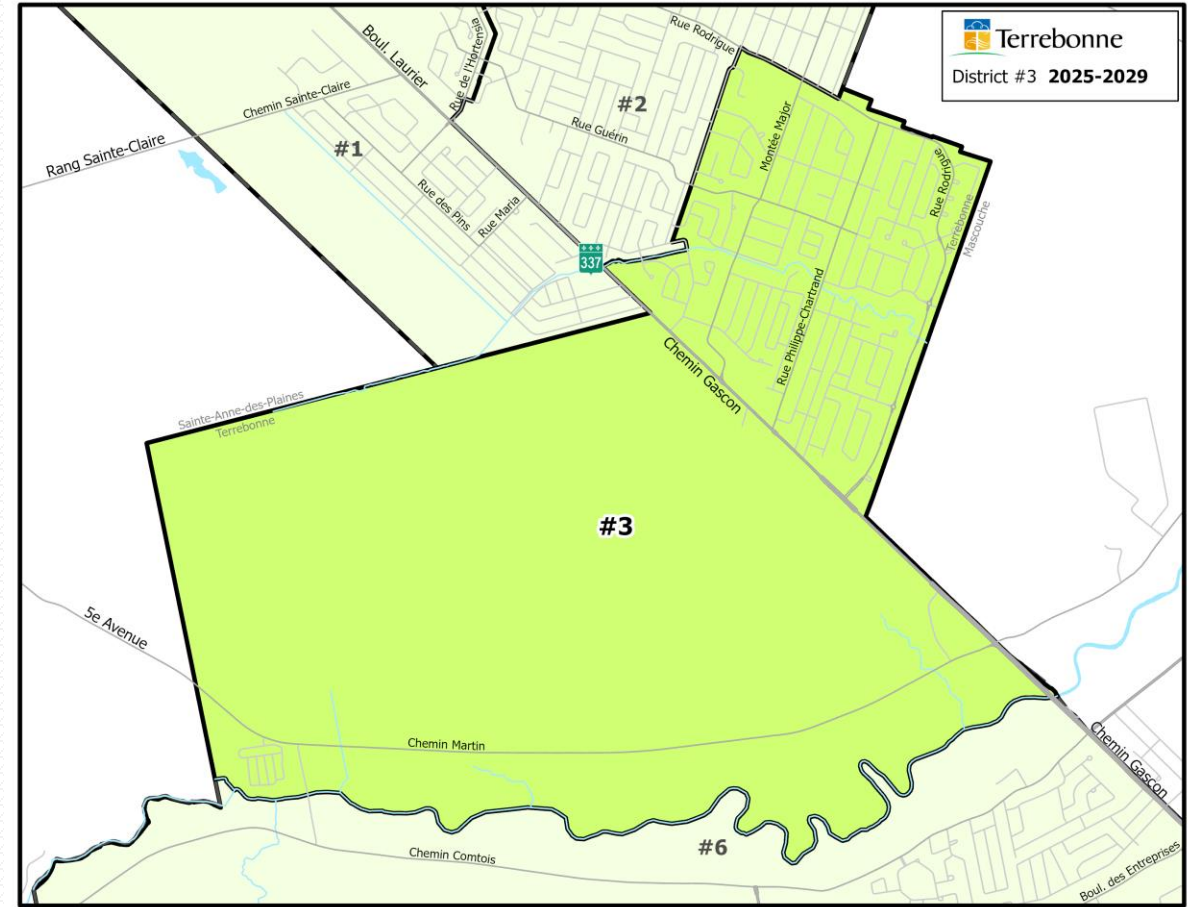 Terrebonne
District #3 2025-2029
Rue Rodrigue
Boul. Laurier
Rue de l'Hortensia
Chemin Sainte-Claire
#2
Montée Major
Rue Guérin
Rang Sainte-Claire
#1
Rue Rodrigue
Rue des Pins
Rue Maria
Terrebonne
Mascouche
337
Rue Philippe-Chartrand
Chemin Gascon
Sainte-Anne-des-Plaines
Terrebonne
#3
5e Avenue
Chemin Martin
Chemin Gascon
#6
Chemin Comtois
Boul. des Entreprises